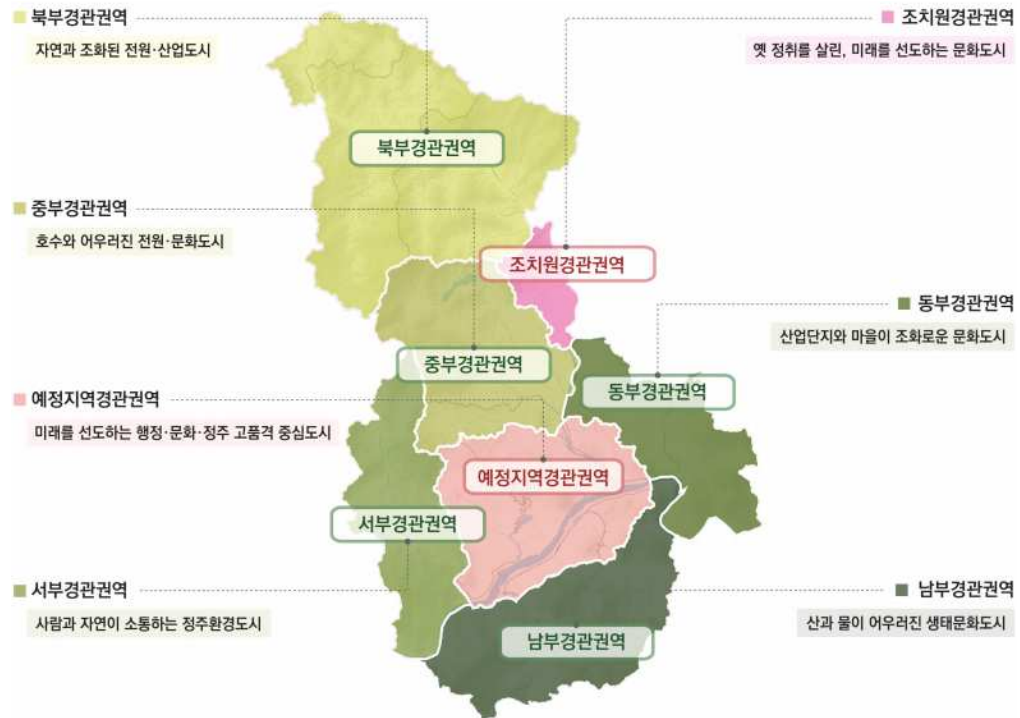 북부경관권역
자연과 조화된 전원·산업도시
조치원경관권역
옛 정취를 살린, 미래를 선도하는 문화도시
북부경관권역
중부경관권역
호수와 어우러진 전원·문화도시
조치원경관권역
동부경관권역
산업단지와 마을이 조화로운 문화도시
중부경관권역
동부경관권역
예정지역경관권역
미래를 선도하는 행정·문화·정주 고품격 중심도시
예정지역경관권역
서부경관권역
서부경관권역
사람과 자연이 소통하는 정주환경도시
남부경관권역
산과 물이 어우러진 생태문화도시
남부경관권역